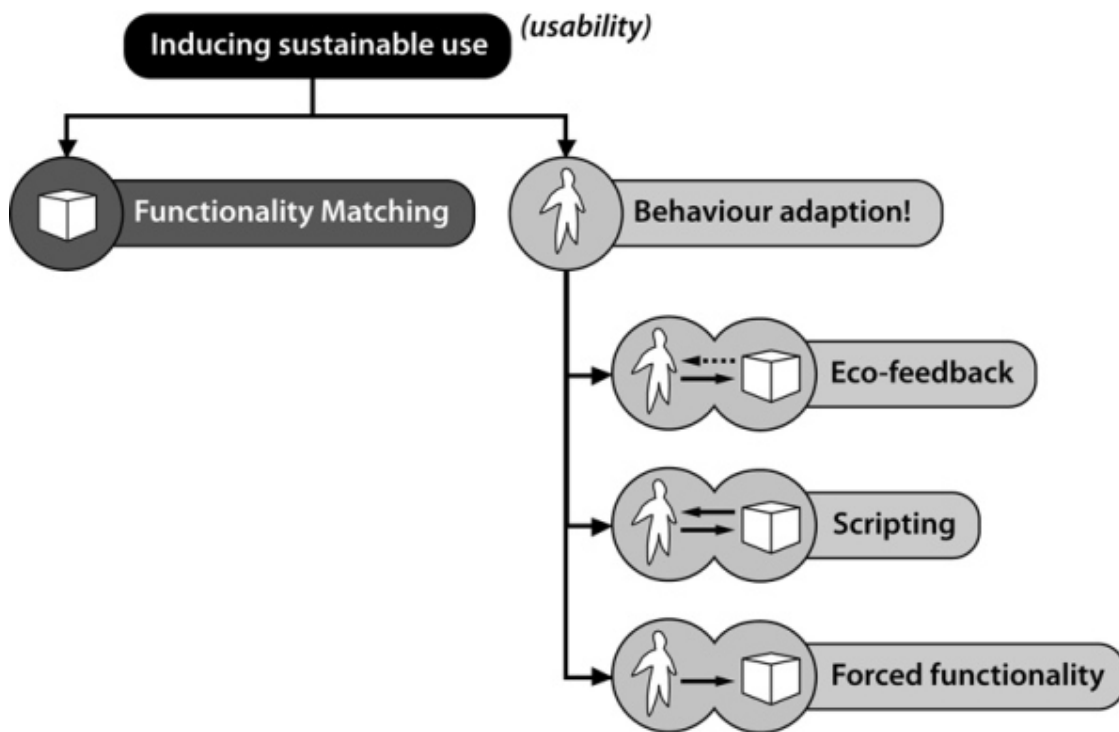 Inducing sustainable use
(usability)
Functionality Matching
Behaviour adaption!
Eco-feedback
Scripting
Forced functionality